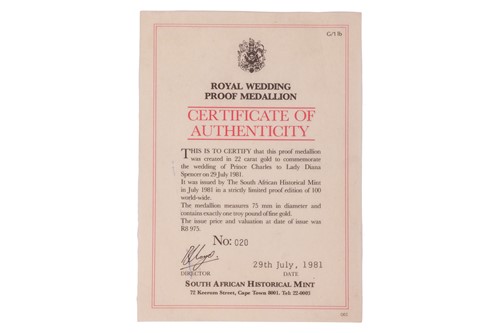 G/1 lb
ROYAL WEDDING
PROOF MEDALLION
CERTIFICATE OF
AUTHENTICITY
THIS IS TO CERTIFY that this proof medallion
was created in 22 carat gold to commemorate
the wedding of Prince Charles to Lady Diana
Spencer on 29 July 1981.
It was issued by The South African Historical Mint
in July 1981 in a strictly limited proof edition of 100
world-wide.
The medallion measures 75 mm in diameter and
contains exactly one troy pound of fine gold.
The issue price and valuation at date of issue was
R8 975.
No: 020
29th July, 1981
DIRECTOR DATE
SOUTH AFRICAN HISTORICAL MINT
72 Keerom Street, Cape Town 8001. Tel: 22-0003